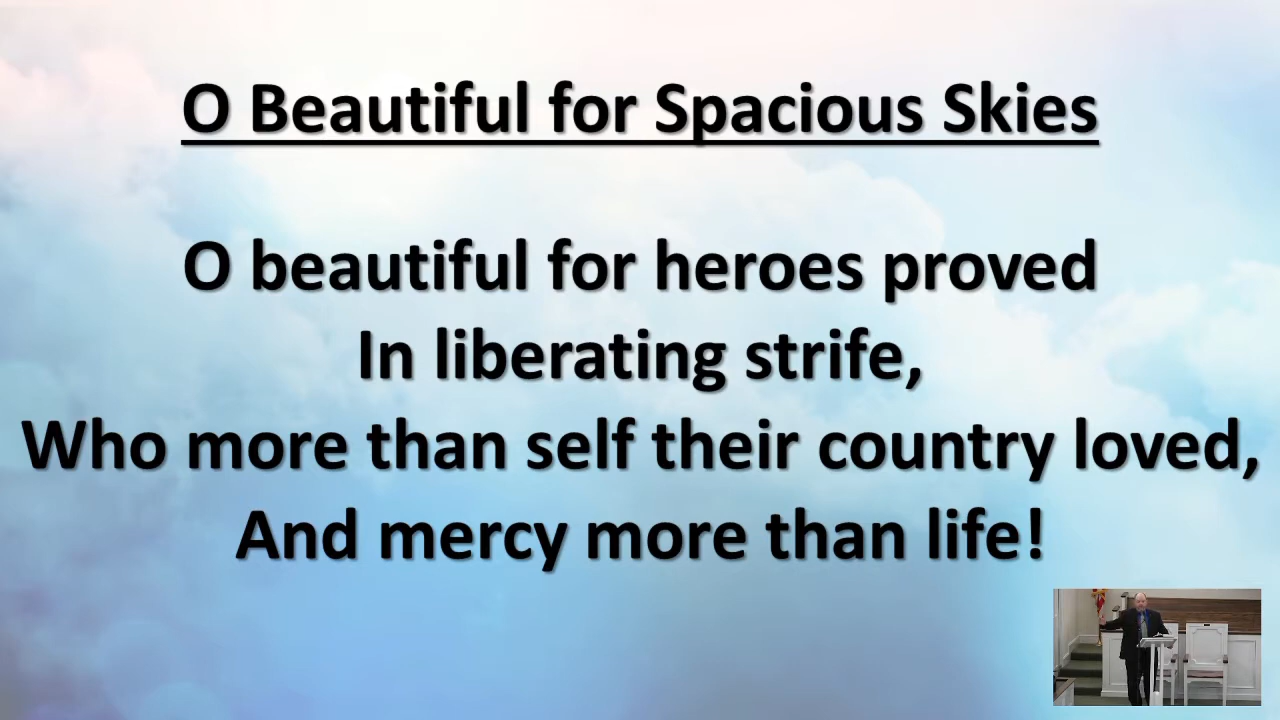 O Beautiful for Spacious Skies
O beautiful for heroes proved
In liberating strife,
Who more than self their country loved,
And mercy more than life!